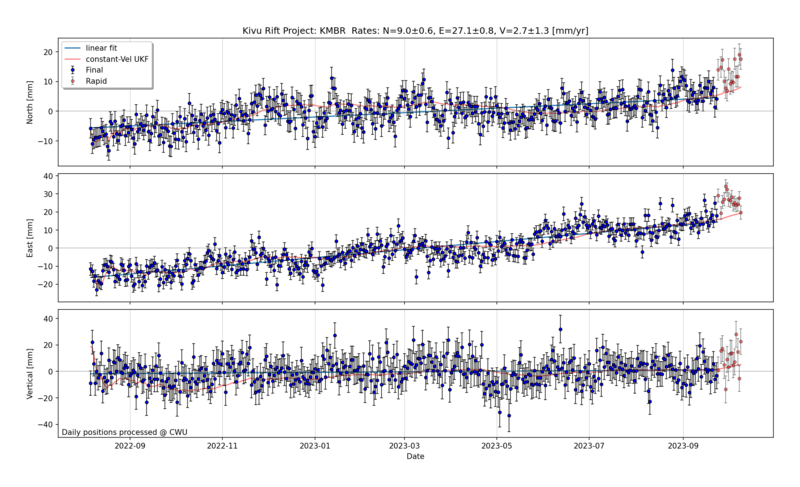 Kivu Rift Project: KMBR Rates: N=9.0±0.6, E=27.1±0.8, V=2.7±1.3 [mm/yr]
linear fit
constant-Vel UKF
Final
Rapid
North [mm]
20
10
0
−10
East [mm]
40
30
20
10
0
−10
−20
Vertical [mm]
40
20
0
−20
−40
Daily positions processed @ CWU
2022-09 2022-11 2023-01 2023-03 2023-05 2023-07 2023-09
Date